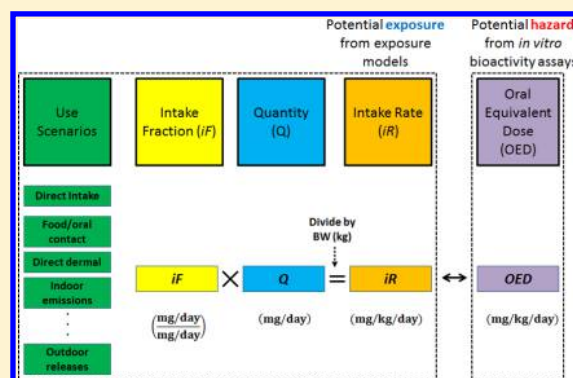 Potential exposure
from exposure
models
Potential hazard
from in vitro
bioactivity assays
Use
Scenarios
Intake
Fraction (iF)
Quantity
(Q)
Intake Rate
(iR)
Oral
Equivalent
Dose
(OED)
Direct Intake
Food/oral
contact
Direct dermal
Indoor
emissions
Outdoor
releases
Divide by
BW (kg)
iF × Q = iR ↔ OED
(mg/day / mg/day) (mg/day) (mg/kg/day) (mg/kg/day)